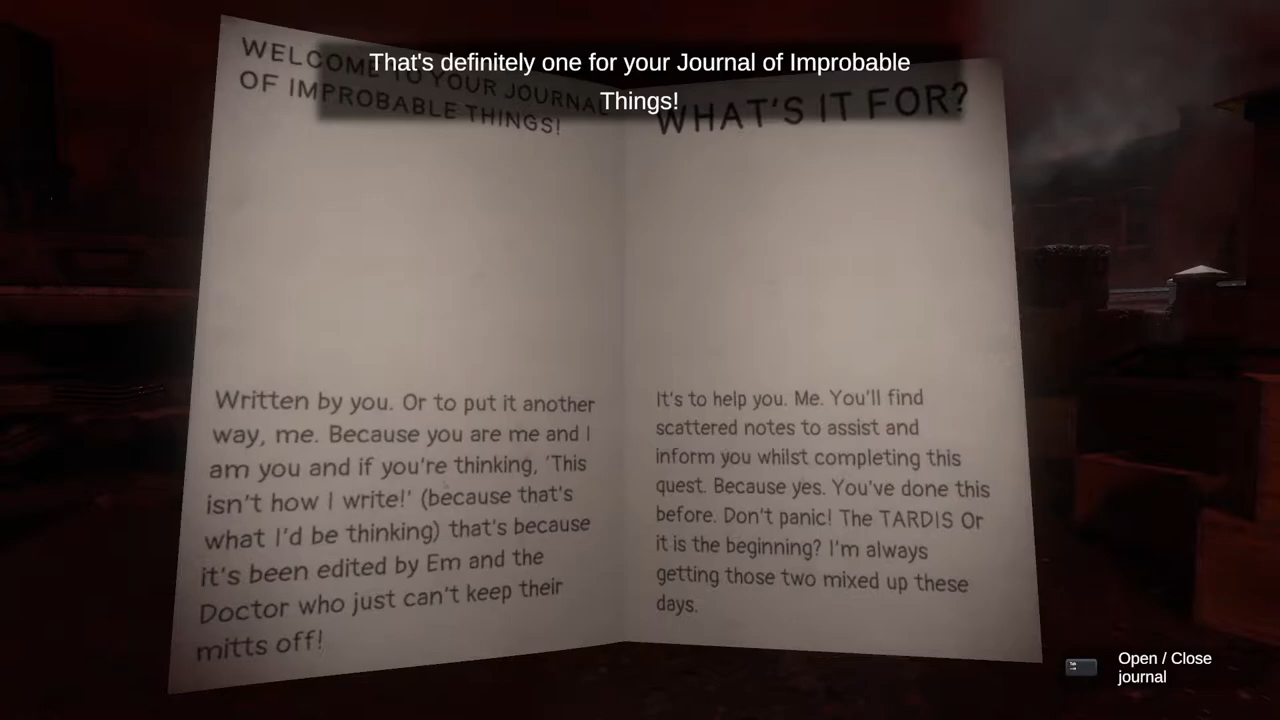 That's definitely one for your Journal of Improbable
Things!
WELCOME TO YOUR JOURNAL
OF IMPROBABLE THINGS!
Written by you. Or to put it another
way, me. Because you are me and I
am you and if you're thinking, 'This
isn't how I write!' (because that's
what I'd be thinking) that's because
it's been edited by Em and the
Doctor who just can't keep their
mitts off!
WHAT'S IT FOR?
It's to help you. Me. You'll find
scattered notes to assist and
inform you whilst completing this
quest. Because yes. You've done this
before. Don't panic! The TARDIS Or
it is the beginning? I'm always
getting those two mixed up these
days.
Tab
Open / Close
journal